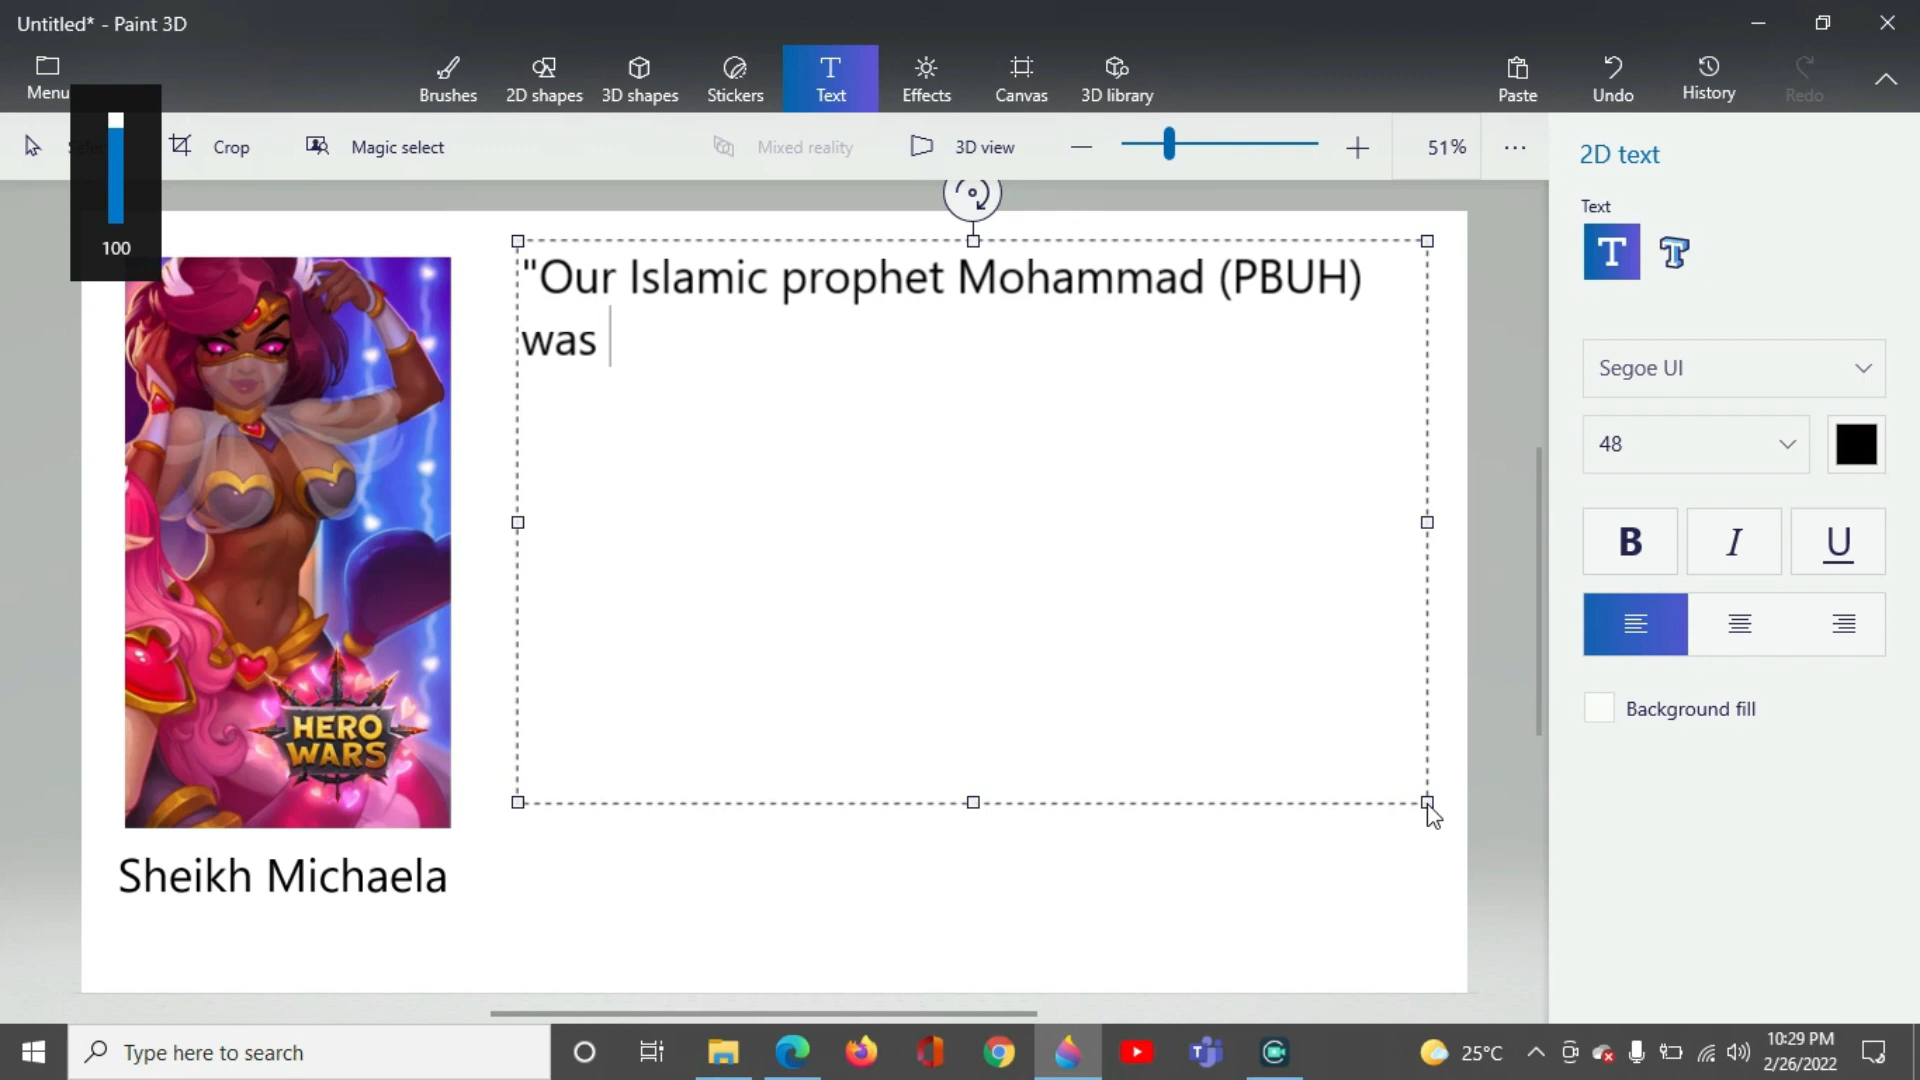 Untitled* - Paint 3D
Menu
Brushes
2D shapes
3D shapes
Stickers
Text
Effects
Canvas
3D library
Paste
Undo
History
Redo
Crop
Magic select
Mixed reality
3D view
51%
100
2D text
Text
Segoe UI
48
B
I
U
Background fill
"Our Islamic prophet Mohammad (PBUH)
was
HERO
WARS
Sheikh Michaela
Type here to search
25°C
10:29 PM
2/26/2022